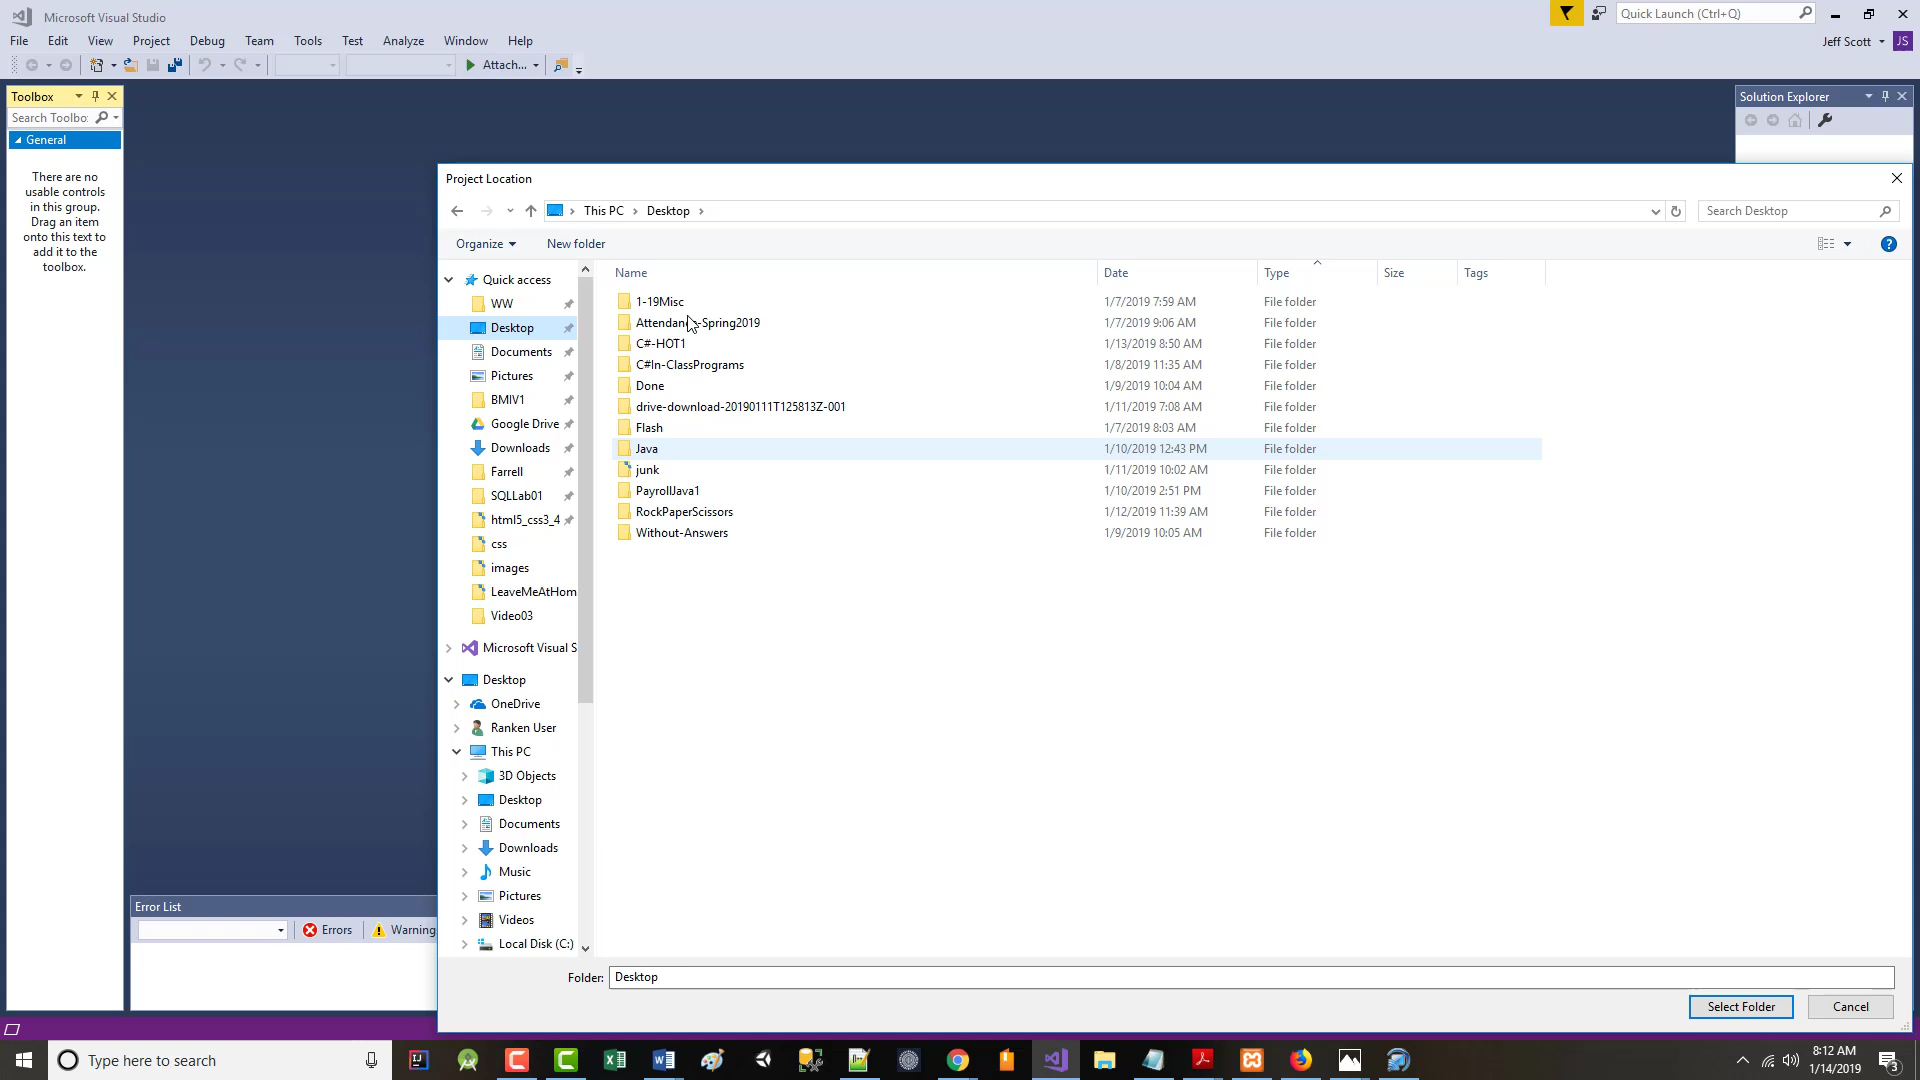 Microsoft Visual Studio
Quick Launch (Ctrl+Q)
File Edit View Project Debug Team Tools Test Analyze Window Help
Jeff Scott JS
Attach...
Toolbox
Search Toolbo
General
There are no
usable controls
in this group.
Drag an item
onto this text to
add it to the
toolbox.
Solution Explorer
Project Location
This PC Desktop
Search Desktop
Organize New folder
Name Date Type Size Tags
Quick access
WW
Desktop
Documents
Pictures
BMIV1
Google Drive
Downloads
Farrell
SQLLab01
html5_css3_4
css
images
LeaveMeAtHom
Video03
Microsoft Visual S
Desktop
OneDrive
Ranken User
This PC
3D Objects
Desktop
Documents
Downloads
Music
Pictures
Videos
Local Disk (C:)
1-19Misc 1/7/2019 7:59 AM File folder
Attendance-Spring2019 1/7/2019 9:06 AM File folder
C#-HOT1 1/13/2019 8:50 AM File folder
C#In-ClassPrograms 1/8/2019 11:35 AM File folder
Done 1/9/2019 10:04 AM File folder
drive-download-20190111T125813Z-001 1/11/2019 7:08 AM File folder
Flash 1/7/2019 8:03 AM File folder
Java 1/10/2019 12:43 PM File folder
junk 1/11/2019 10:02 AM File folder
PayrollJava1 1/10/2019 2:51 PM File folder
RockPaperScissors 1/12/2019 11:39 AM File folder
Without-Answers 1/9/2019 10:05 AM File folder
Error List
Errors Warning
Folder: Desktop
Select Folder Cancel
Type here to search
8:12 AM
1/14/2019
3